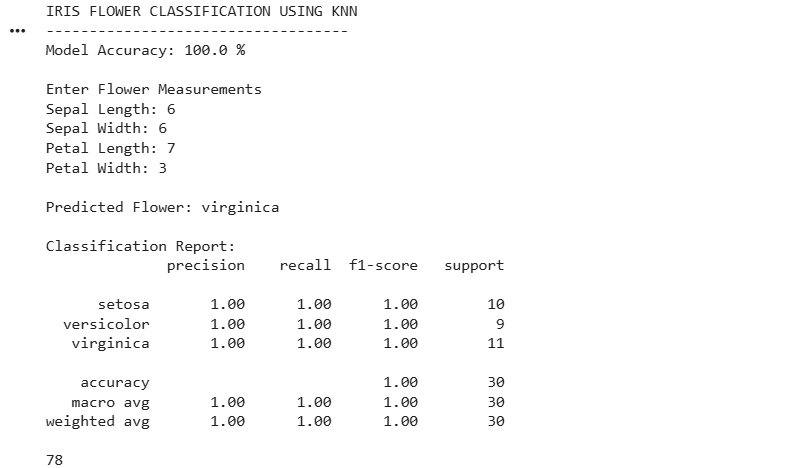 IRIS FLOWER CLASSIFICATION USING KNN
-----------------------------------
Model Accuracy: 100.0 %
Enter Flower Measurements
Sepal Length: 6
Sepal Width: 6
Petal Length: 7
Petal Width: 3
Predicted Flower: virginica
Classification Report:
precision recall f1-score support
setosa 1.00 1.00 1.00 10
versicolor 1.00 1.00 1.00 9
virginica 1.00 1.00 1.00 11
accuracy 1.00 30
macro avg 1.00 1.00 1.00 30
weighted avg 1.00 1.00 1.00 30
78